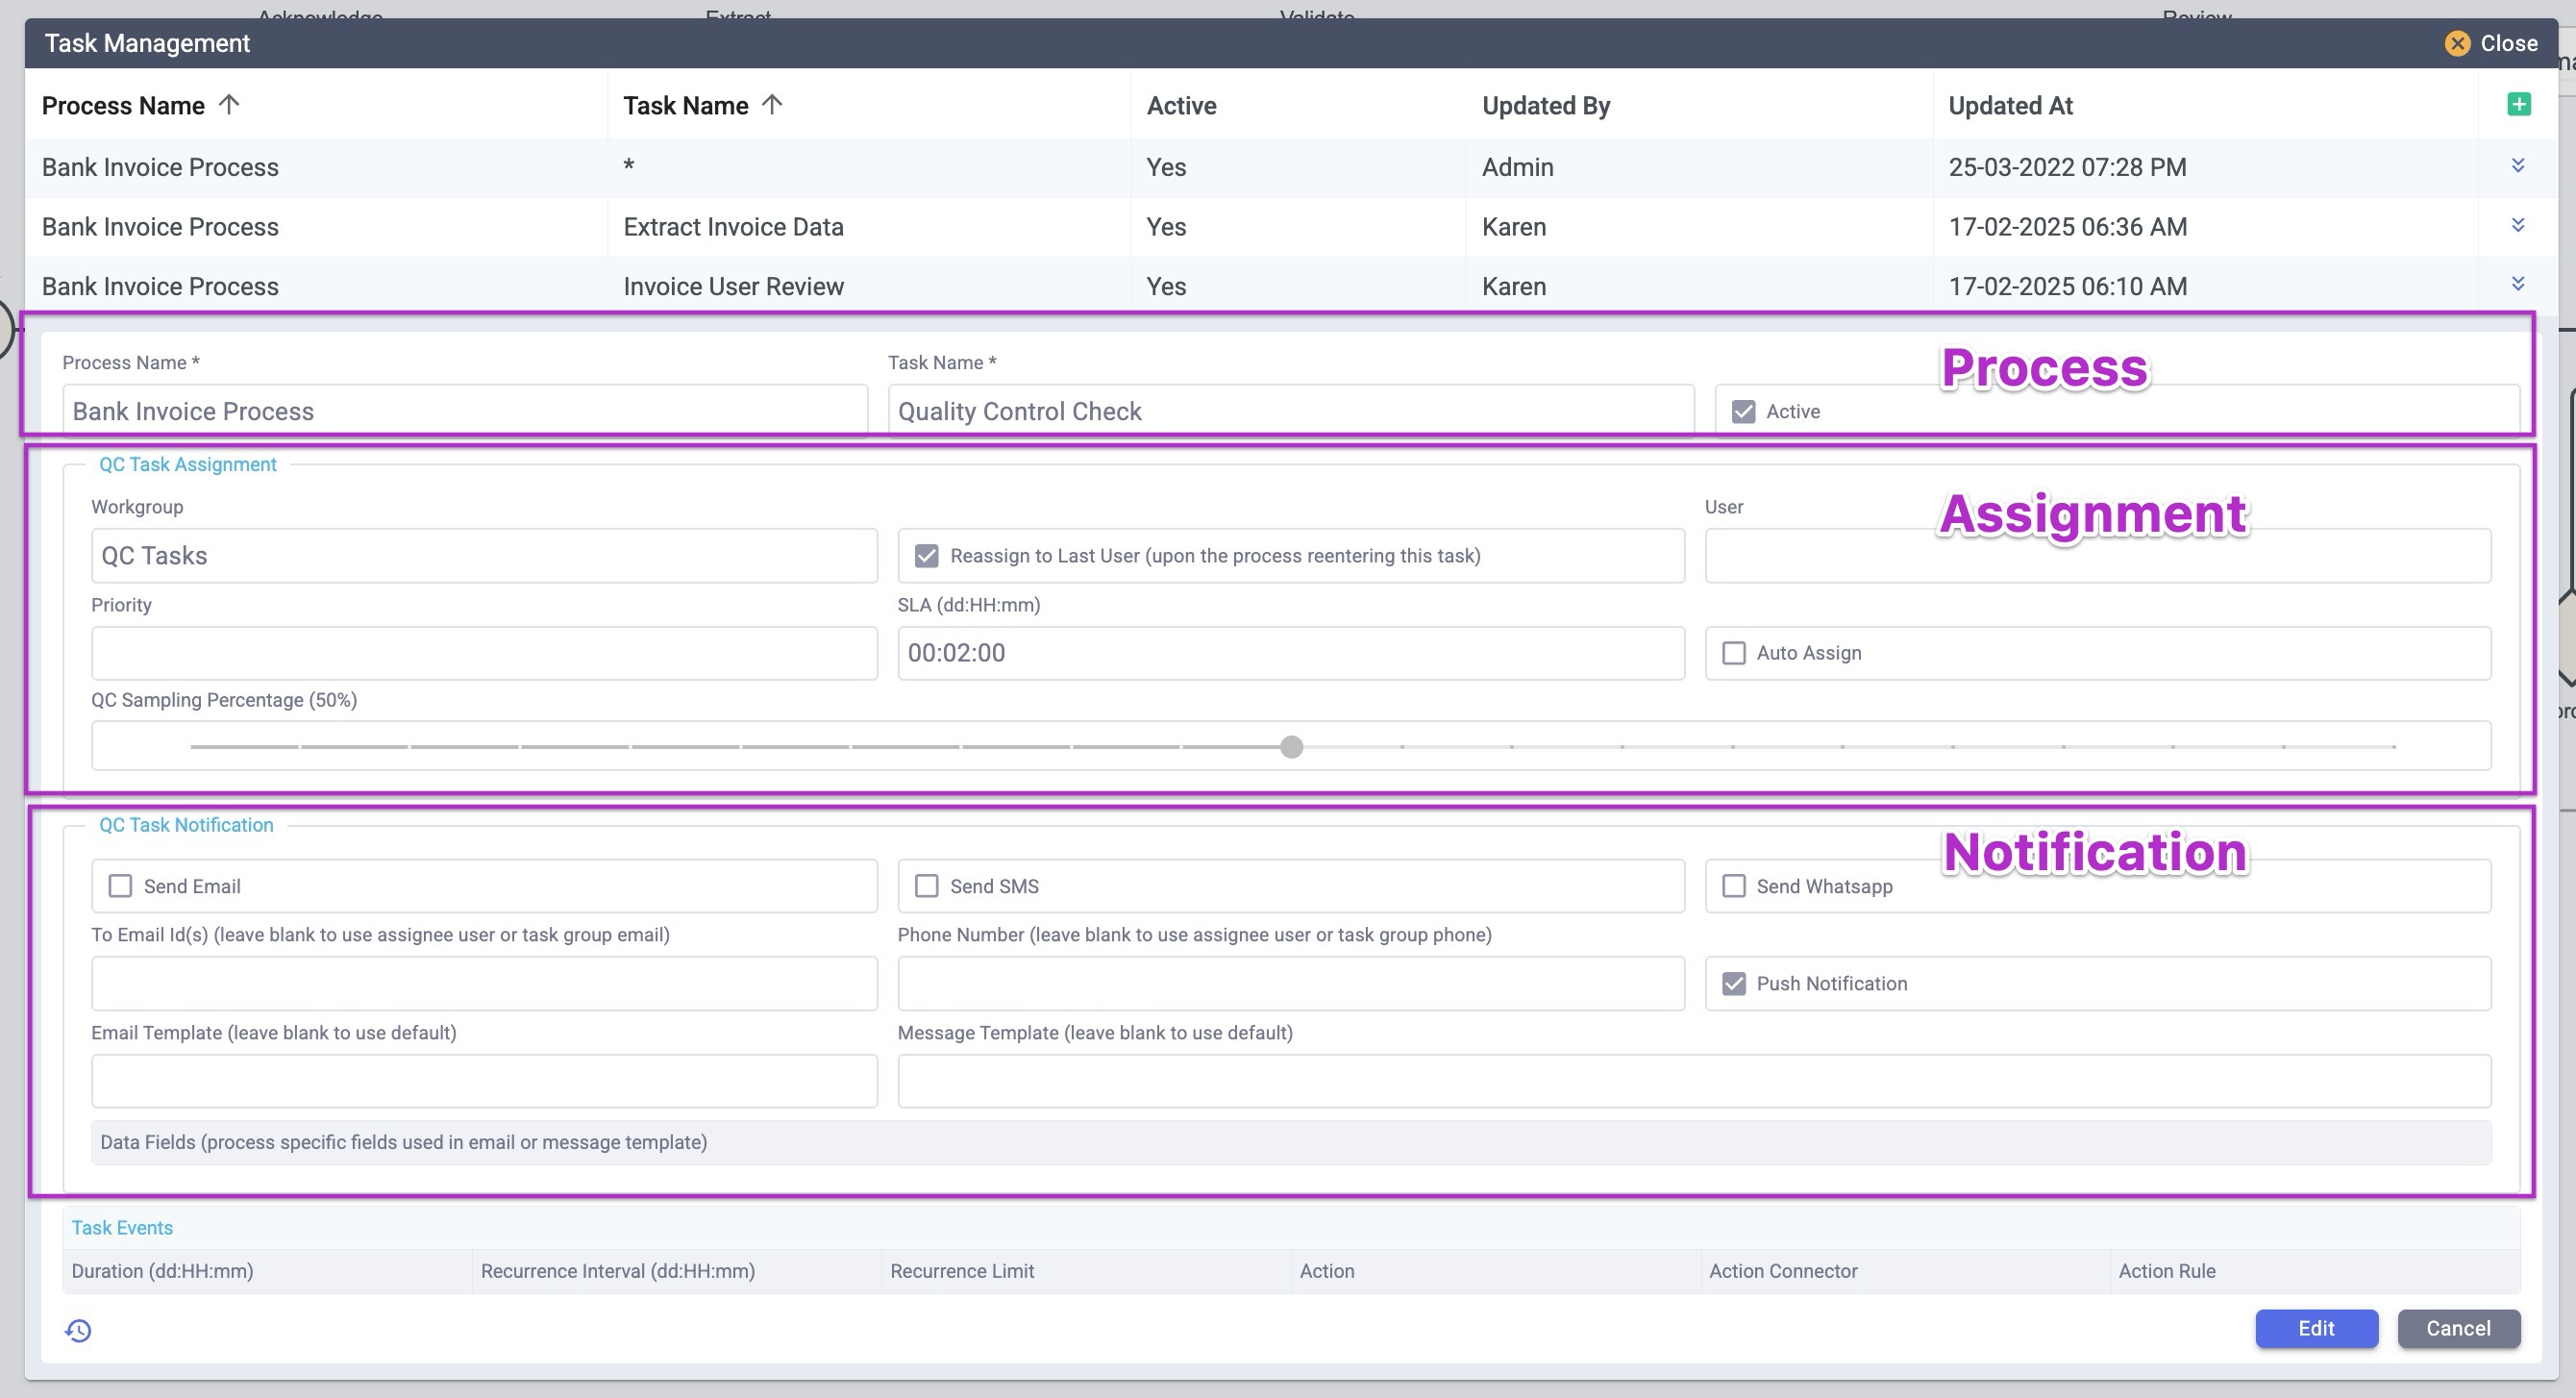 Acknowledge Extract Validate Review
Task Management Close
Process Name Task Name Active Updated By Updated At
Bank Invoice Process * Yes Admin 25-03-2022 07:28 PM
Bank Invoice Process Extract Invoice Data Yes Karen 17-02-2025 06:36 AM
Bank Invoice Process Invoice User Review Yes Karen 17-02-2025 06:10 AM
Process Name * Task Name *
Process
Bank Invoice Process Quality Control Check Active
QC Task Assignment
Workgroup User
Assignment
QC Tasks Reassign to Last User (upon the process reentering this task)
Priority SLA (dd:HH:mm)
00:02:00 Auto Assign
QC Sampling Percentage (50%)
QC Task Notification
Notification
Send Email Send SMS Send Whatsapp
To Email Id(s) (leave blank to use assignee user or task group email) Phone Number (leave blank to use assignee user or task group phone)
Push Notification
Email Template (leave blank to use default) Message Template (leave blank to use default)
Data Fields (process specific fields used in email or message template)
Task Events
Duration (dd:HH:mm) Recurrence Interval (dd:HH:mm) Recurrence Limit Action Action Connector Action Rule
Edit Cancel